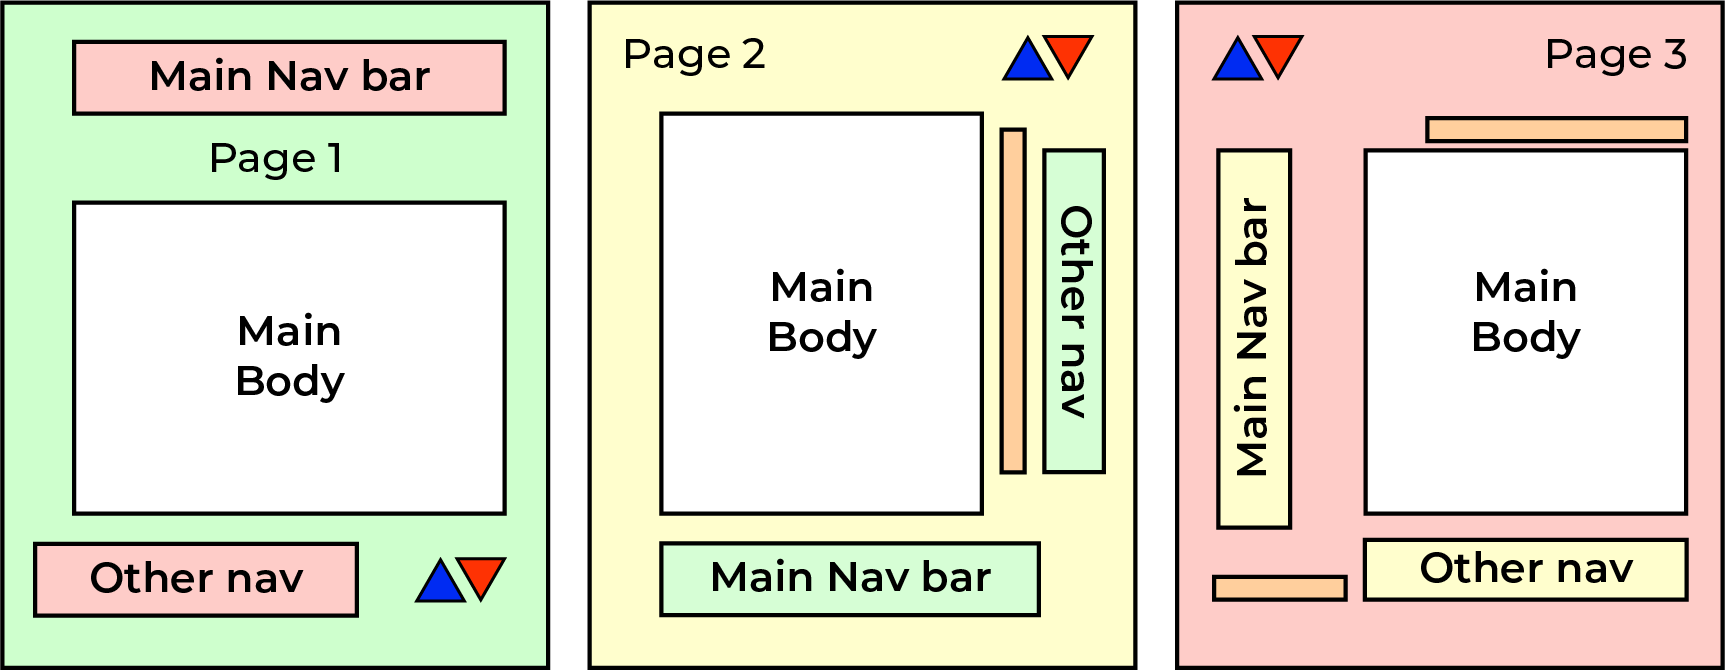 Main Nav bar
Page 1
Main
Body
Other nav
Page 2
Main
Body
Other nav
Main Nav bar
Page 3
Main Nav bar
Main
Body
Other nav